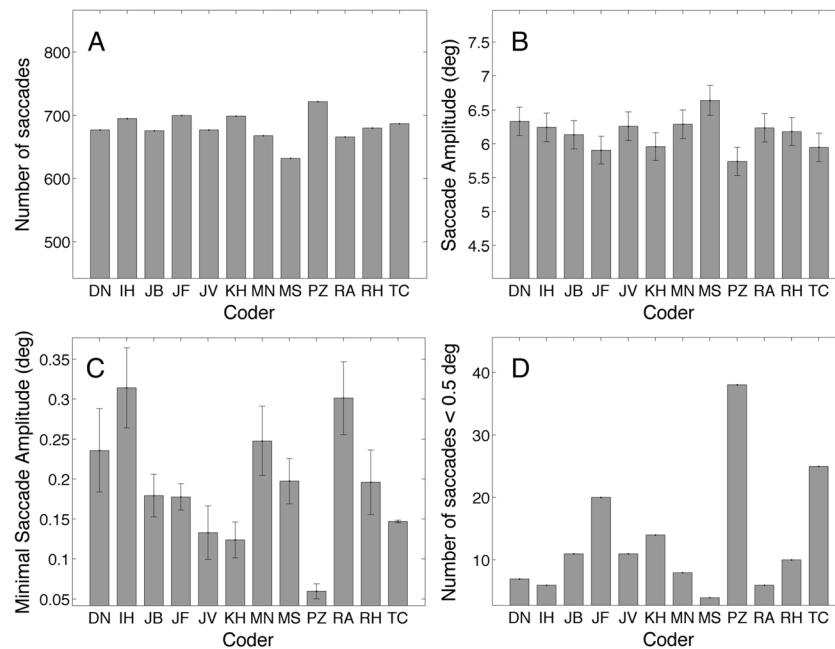 A
Number of saccades
800
700
600
500
DN IH JB JF JV KH MN MS PZ RA RH TC
Coder
B
Saccade Amplitude (deg)
7.5
7
6.5
6
5.5
5
4.5
DN IH JB JF JV KH MN MS PZ RA RH TC
Coder
C
Minimal Saccade Amplitude (deg)
0.35
0.3
0.25
0.2
0.15
0.1
0.05
DN IH JB JF JV KH MN MS PZ RA RH TC
Coder
D
Number of saccades < 0.5 deg
40
30
20
10
DN IH JB JF JV KH MN MS PZ RA RH TC
Coder